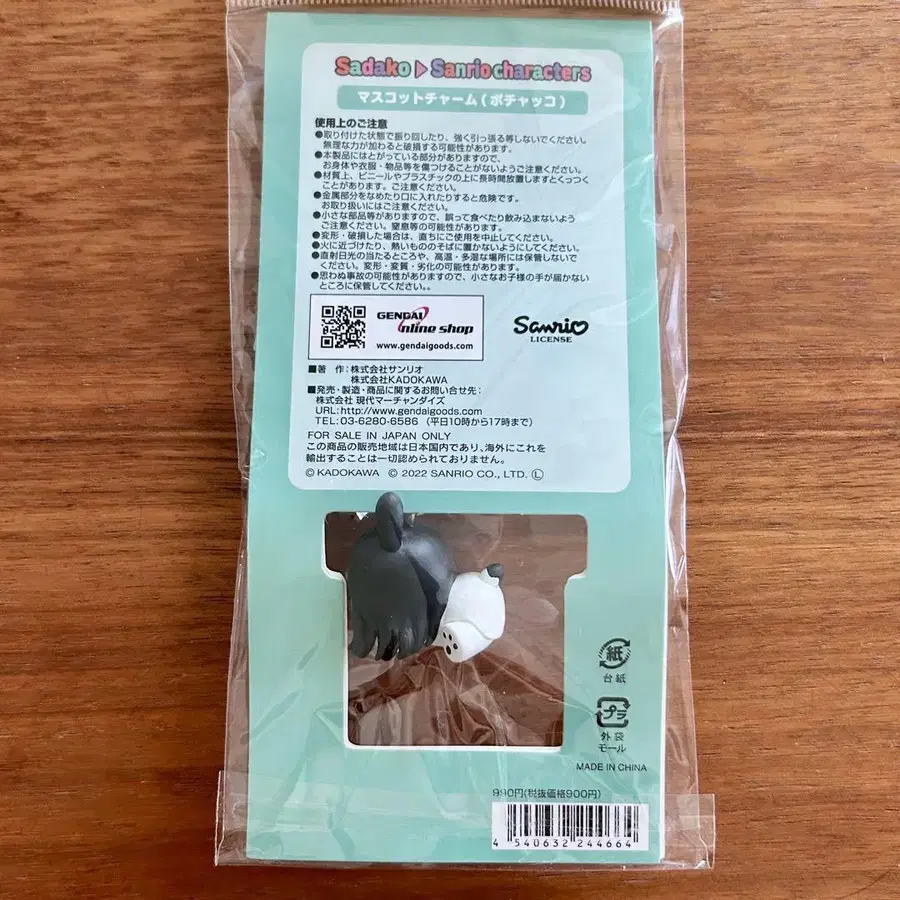 Sadako▷Sanrio characters
マスコットチャーム(ポチャッコ)
使用上のご注意
●取り付けた状態で振り回したり、強く引っ張る等しないでください。
無理な力が加わると破損する可能性があります。
●本製品にはとがっている部分がありますので、
お身体や衣服・物品等を傷つけることがないようご注意ください。
●材質上、ビニールやプラスチックの上に長時間放置しますとくっつく
ことがあります。ご注意ください。
●金属部分をなめたり口に入れたりすると危険です。
お取り扱いにはご注意ください。
●小さな部品等がありますので、誤って食べたり飲み込まないよう
ご注意ください。窒息等の可能性があります。
●変形・破損した場合は、直ちにご使用を中止してください。
●火に近づけたり、熱いもののそばに置かないようにしてください。
●直射日光の当たるところや、高温・多湿な場所には保管しないで
ください。変形・変質・劣化の可能性があります。
●思わぬ事故の可能性がありますので、小さなお子様の手が届かない
ところに保管してください。。
GENDAI
Online shop
www.gendaigoods.com
Sanrio
LICENSE
■著 作:株式会社サンリオ
株式会社KADOKAWA
■発売・製造・商品に関するお問い合せ先:
株式会社 現代マーチャンダイズ
URL:http://www.gendaigoods.com
TEL:03-6280-6586 (平日10時から17時まで)
FOR SALE IN JAPAN ONLY
この商品の販売地域は日本国内であり、海外にこれを
輸出することは一切認められておりません。
© KADOKAWA © 2022 SANRIO CO., LTD. Ⓛ
紙
台紙
プラ
外袋
モール
MADE IN CHINA
990円(税抜価格900円)
4 540632 244664